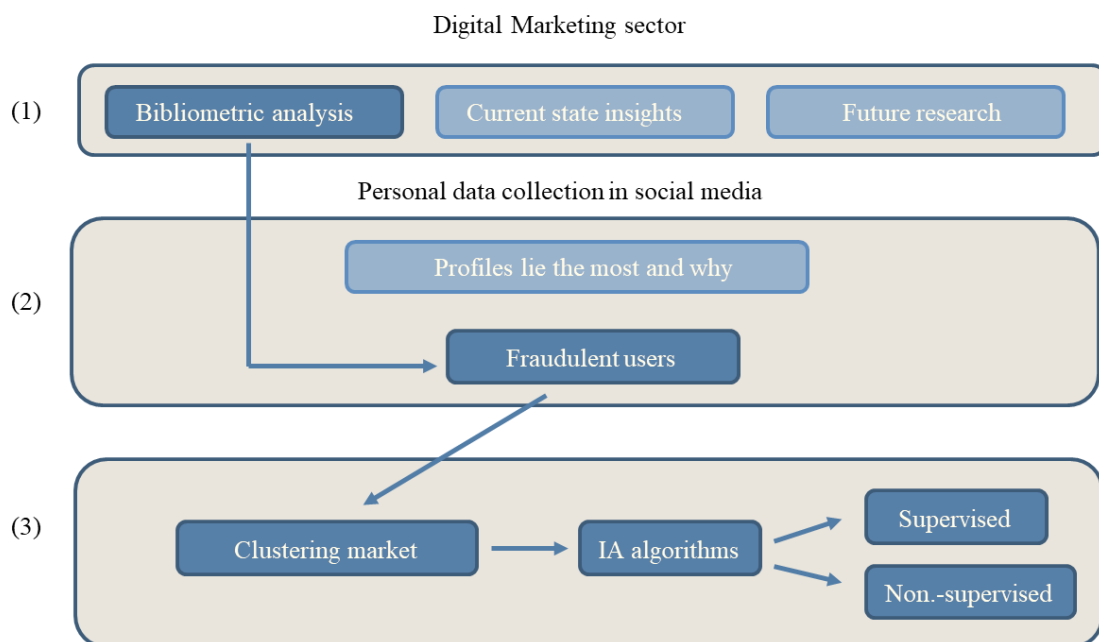 Digital Marketing sector
(1)
Bibliometric analysis
Current state insights
Future research
Personal data collection in social media
(2)
Profiles lie the most and why
Fraudulent users
(3)
Clustering market
IA algorithms
Supervised
Non.-supervised